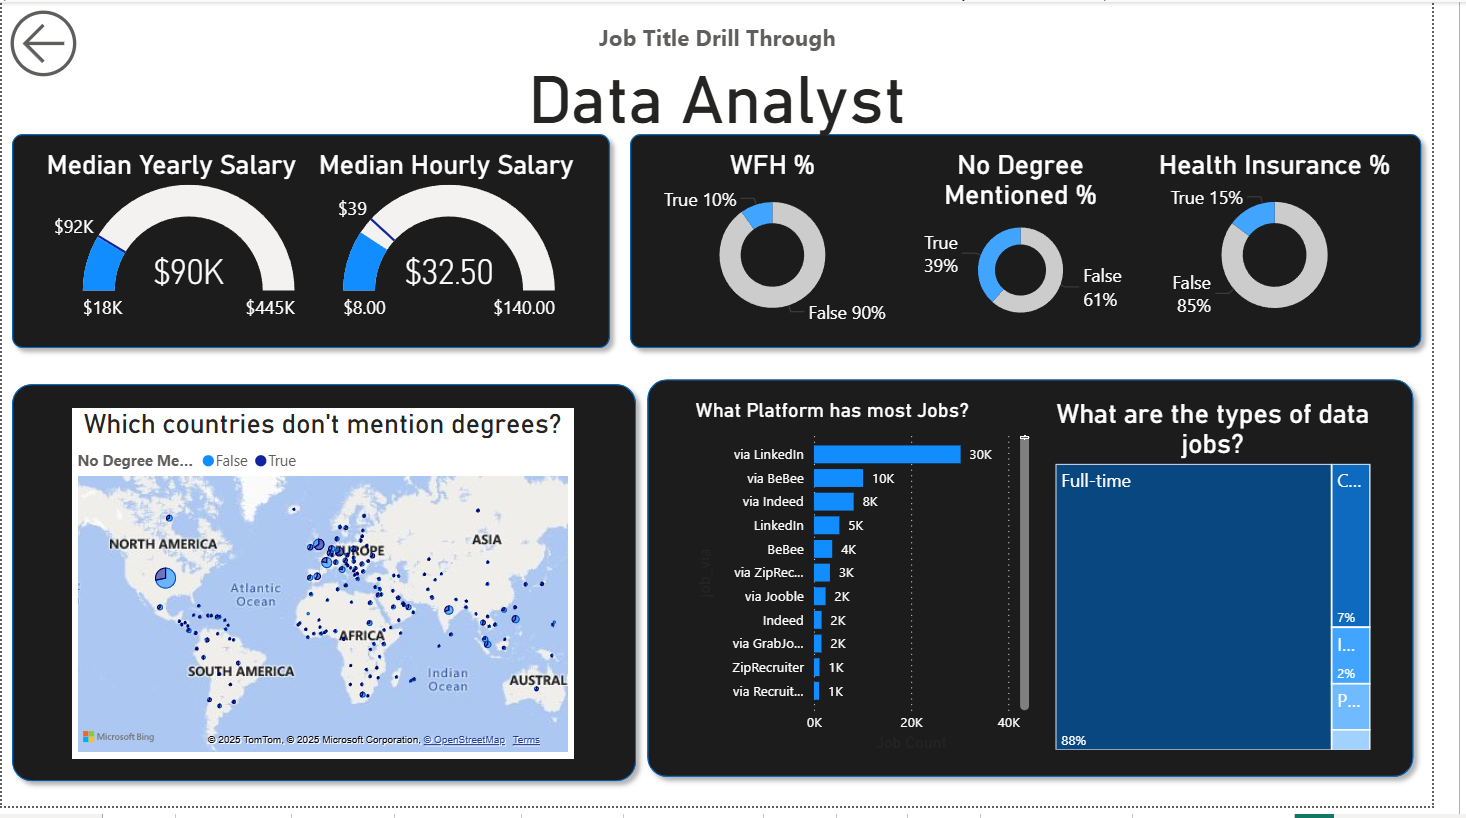 Job Title Drill Through
Data Analyst
Median Yearly Salary
$92K
$90K
$18K
$445K
Median Hourly Salary
$39
$32.50
$8.00
$140.00
WFH %
True 10%
False 90%
No Degree
Mentioned %
True
39%
False
61%
Health Insurance %
True 15%
False
85%
Which countries don't mention degrees?
No Degree Me...
False
True
NORTH AMERICA
EUROPE
ASIA
Atlantic
Ocean
AFRICA
SOUTH AMERICA
Indian
Ocean
AUSTRAL
Microsoft Bing
© 2025 TomTom, © 2025 Microsoft Corporation, © OpenStreetMap Terms
What Platform has most Jobs?
job_via
via LinkedIn 30K
via BeBee 10K
via Indeed 8K
LinkedIn 5K
BeBee 4K
via ZipRec... 3K
via Jooble 2K
Indeed 2K
via GrabJo... 2K
ZipRecruiter 1K
via Recruit... 1K
0K 20K 40K
Job Count
What are the types of data
jobs?
Full-time
88%
C...
7%
I...
2%
P...